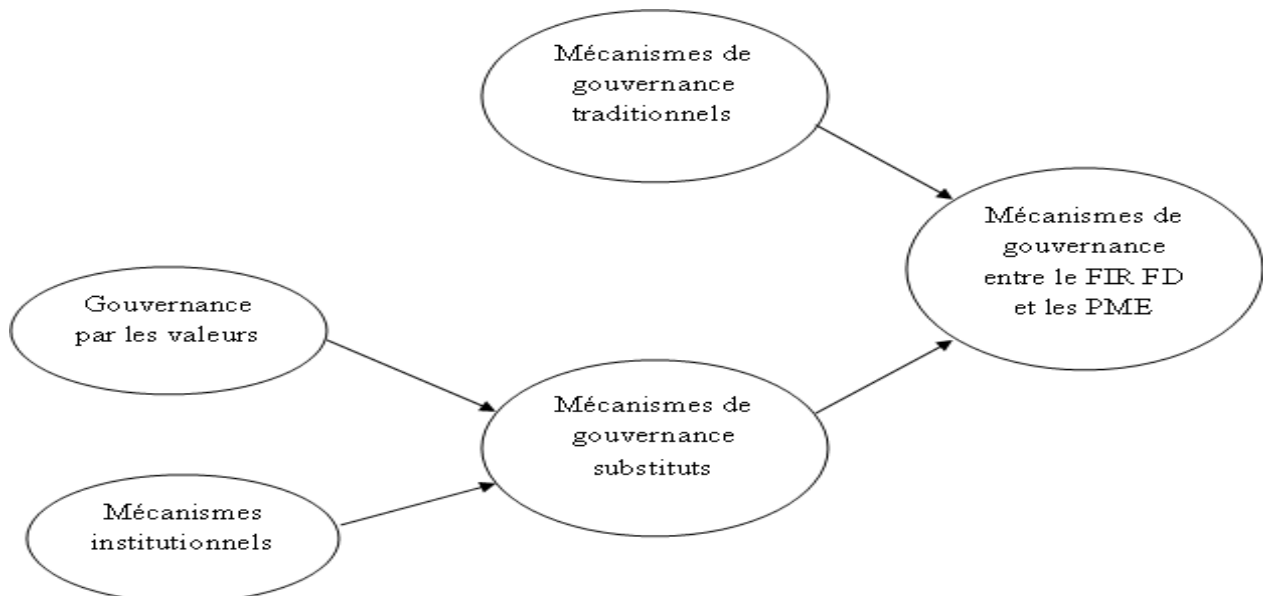 Mécanismes de
gouvernance
traditionnels
Mécanismes de
gouvernance
entre le FIR FD
et les PME
Gouvernance
par les valeurs
Mécanismes de
gouvernance
substituts
Mécanismes
institutionnels